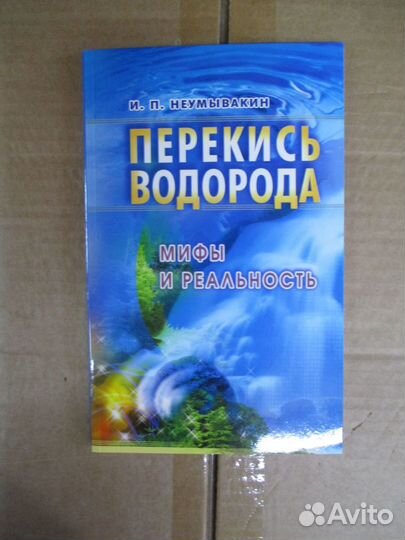 И. П. НЕУМЫВАКИН
ПЕРЕКИСЬ
ВОДОРОДА
МИФЫ
И РЕАЛЬНОСТЬ
Avito